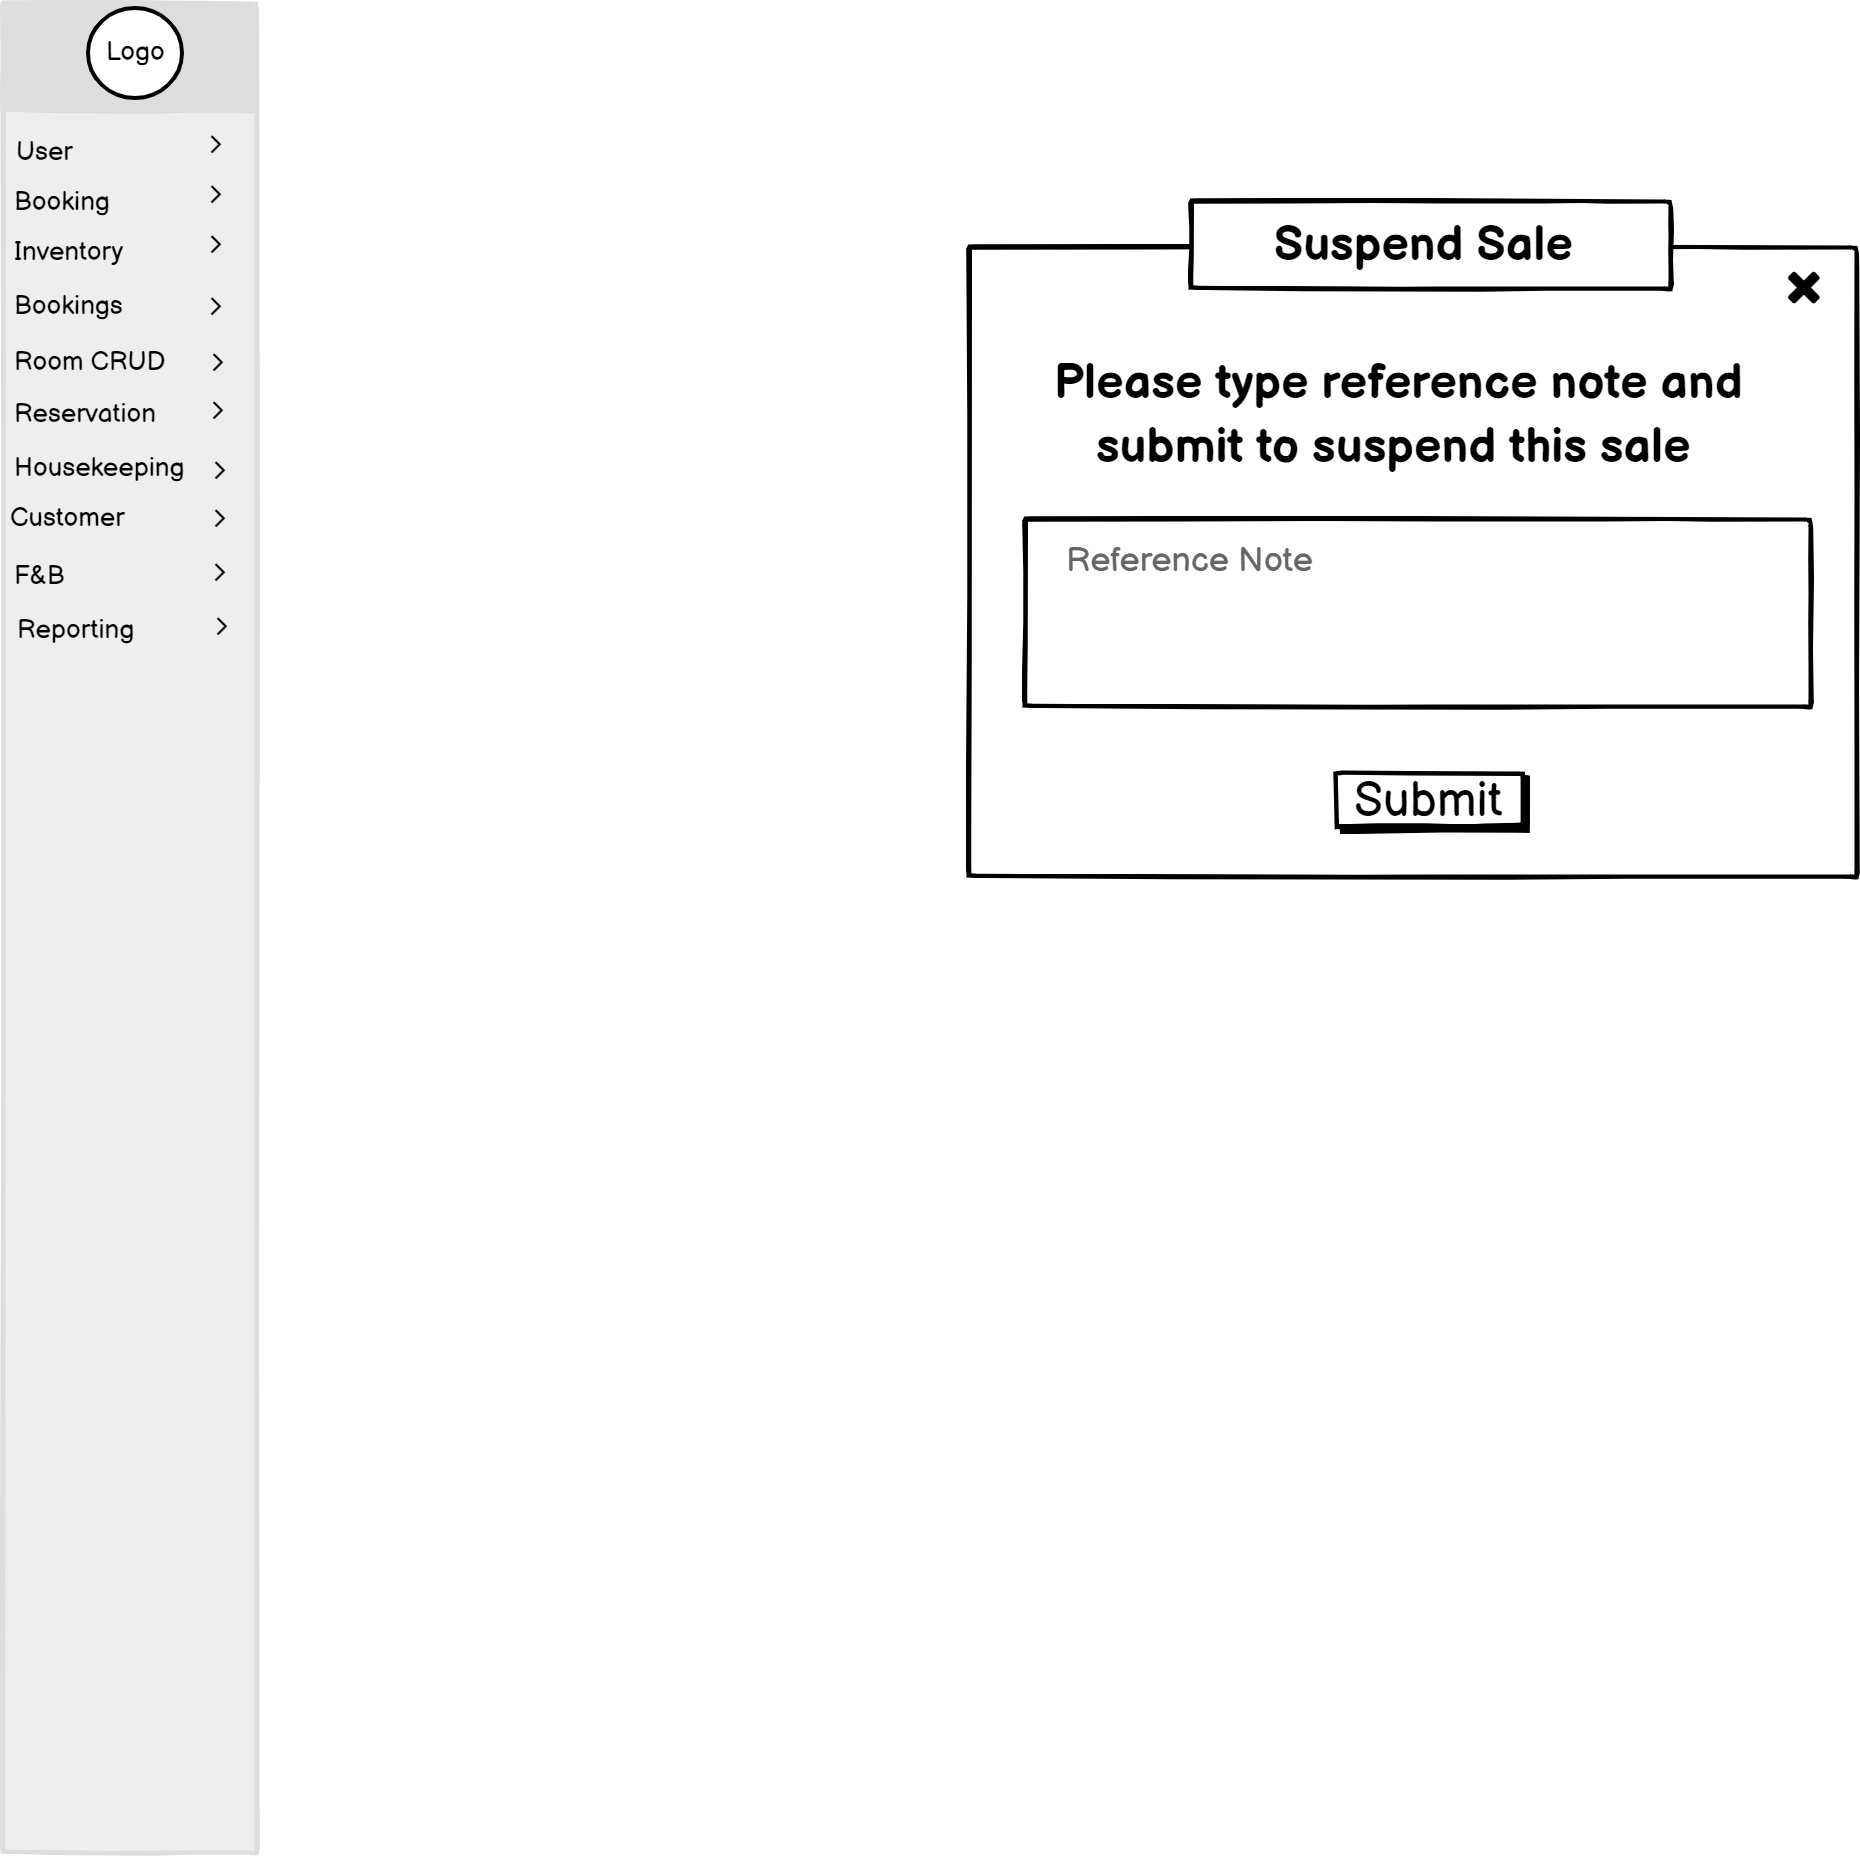 Logo
User
Booking
Inventory
Bookings
Room CRUD
Reservation
Housekeeping
Customer
F&B
Reporting
Suspend Sale
Please type reference note and
submit to suspend this sale
Reference Note
Submit